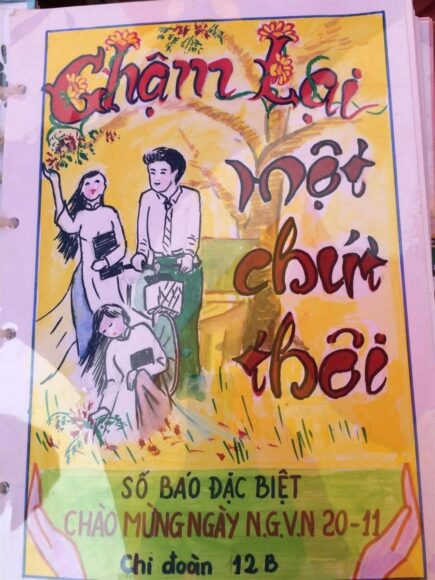 Chậm Lại
một
chút
thôi
SỐ BÁO ĐẶC BIỆT
CHÀO MỪNG NGÀY N.G.V.N 20-11
Chi đoàn 12B